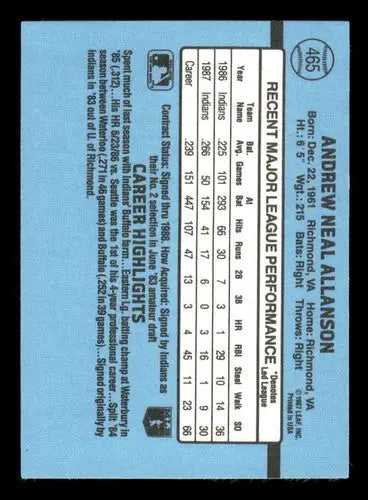 465
ANDREW NEAL ALLANSON
Born: Dec. 22, 1961 Richmond, VA Home: Richmond, VA
Ht.: 6' 5" Wgt.: 215 Bats: Right Throws: Right
©1987 LEAF, INC.
Printed in USA
RECENT MAJOR LEAGUE PERFORMANCE
*Denotes Led League
Year Team Name Bat. Avg. Games At Bat Hits Runs 2B 3B HR RBI Steal Walk SO
1986 Indians .225 101 293 66 30 7 3 1 29 10 14 36
1987 Indians .266 50 154 41 17 6 0 3 16 1 9 30
Career .239 151 447 107 47 13 3 4 45 11 23 66
Contract Status: Signed thru 1988. How Acquired: Signed by Indians as
their No. 2 selection in June '83 amateur draft
CAREER HIGHLIGHTS
Spent much of last season with Indians' Buffalo farm...Eastern Lg. batting champ at Waterbury in
'85 (.312)...His HR 6/23/86 vs. Seattle was the 1st of his 4-year professional career...Split '84
season between Waterloo (.271 in 46 games) and Buffalo (.252 in 39 games)...Signed originally by
Indians in '83 out of U. of Richmond.